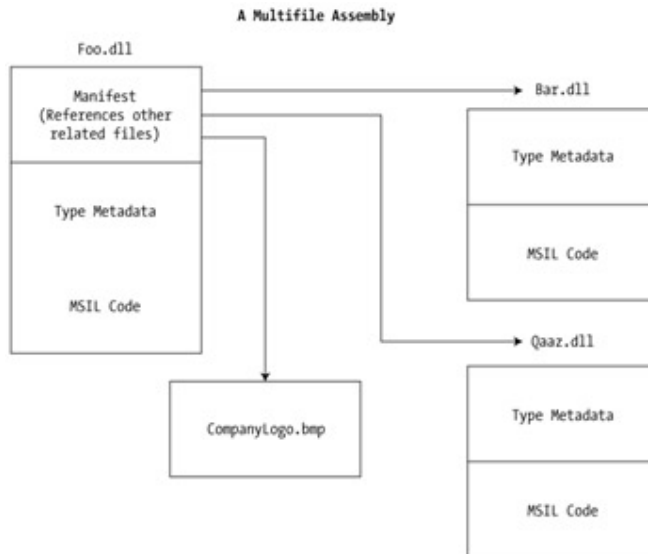 A Multifile Assembly
Foo.dll
Manifest
(References other
related files)
Type Metadata
MSIL Code
Bar.dll
Type Metadata
MSIL Code
Qaaz.dll
Type Metadata
MSIL Code
CompanyLogo.bmp